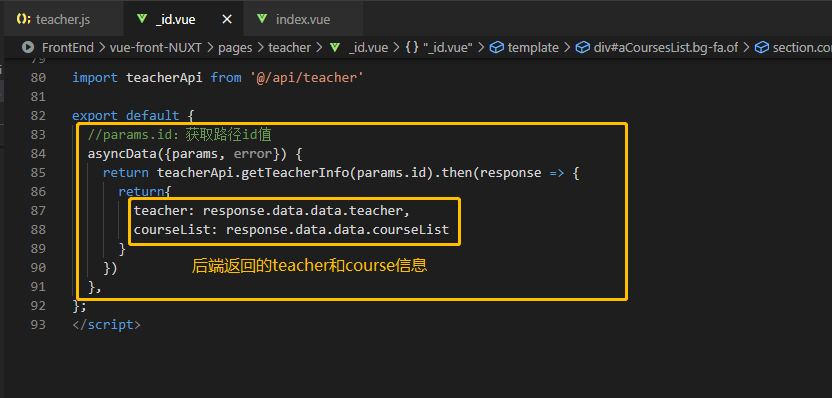 teacher.js
_id.vue
index.vue
FrontEnd > vue-front-NUXT > pages > teacher > _id.vue > {} "_id.vue" > template > div#aCoursesList.bg-fa.of > section.con
79
80 import teacherApi from '@/api/teacher'
81
82 export default {
83 //params.id: 获取路径id值
84 asyncData({params, error}) {
85 return teacherApi.getTeacherInfo(params.id).then(response => {
86 return{
87 teacher: response.data.data.teacher,
88 courseList: response.data.data.courseList
89 }
90 })
后端返回的teacher和course信息
91 },
92 };
93 </script>